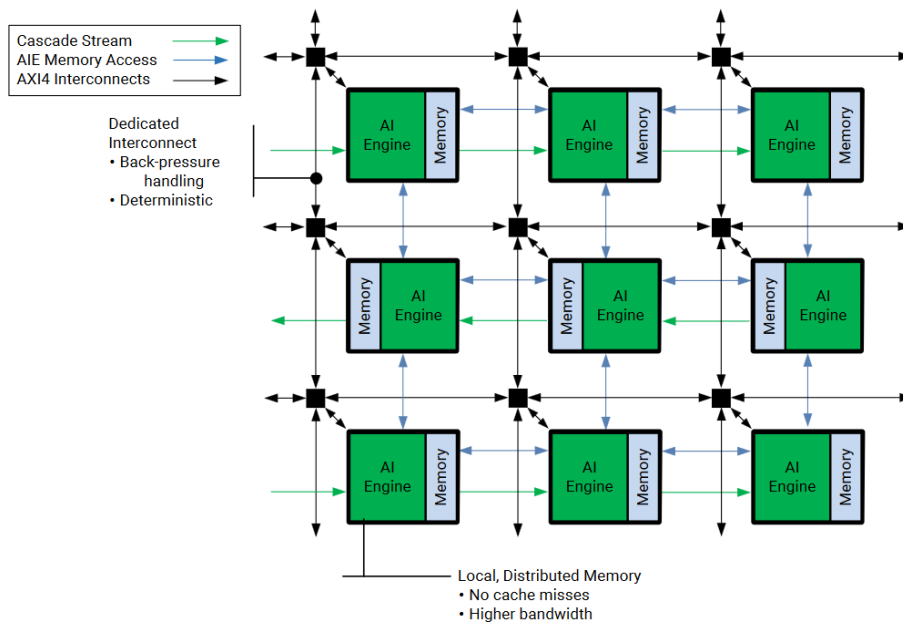 Cascade Stream
AIE Memory Access
AXI4 Interconnects
Dedicated
Interconnect
• Back-pressure
handling
• Deterministic
AI
Engine
Memory
AI
Engine
Memory
AI
Engine
Memory
Memory
AI
Engine
Memory
AI
Engine
Memory
AI
Engine
AI
Engine
Memory
AI
Engine
Memory
AI
Engine
Memory
Local, Distributed Memory
• No cache misses
• Higher bandwidth